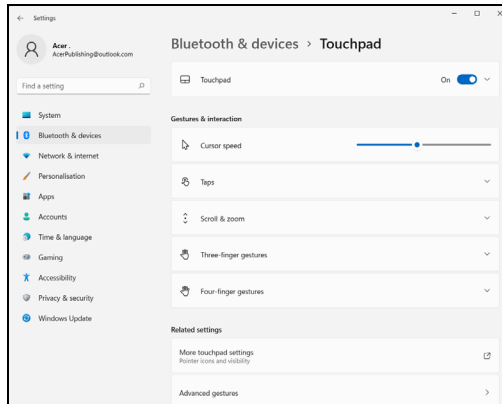 Settings
Acer .
AcerPublishing@outlook.com
Find a setting
System
Bluetooth & devices
Network & internet
Personalisation
Apps
Accounts
Time & language
Gaming
Accessibility
Privacy & security
Windows Update
Bluetooth & devices › Touchpad
Touchpad
On
Gestures & interaction
Cursor speed
Taps
Scroll & zoom
Three-finger gestures
Four-finger gestures
Related settings
More touchpad settings
Pointer icons and visibility
Advanced gestures